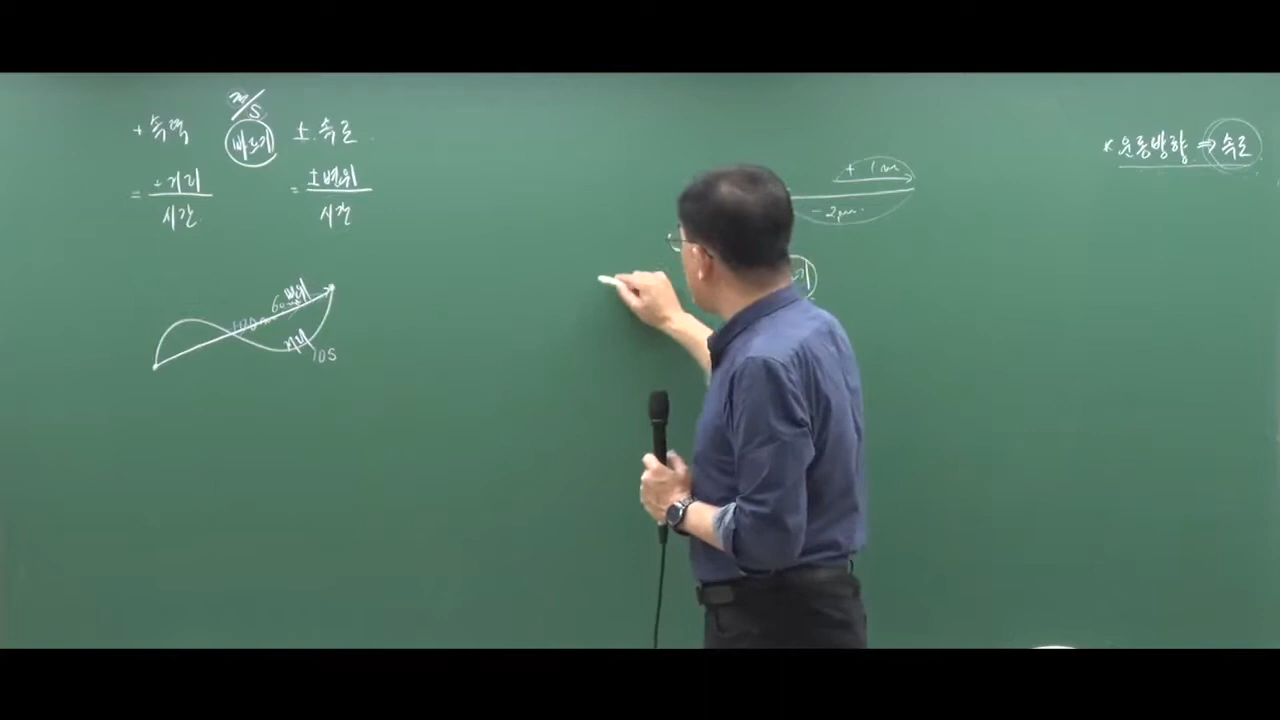 m/s
+ 속력 빠르기 ± 속도
= +거리/시간 = ±변위/시간
60m 변위
100m
거리
10s
+ 1m
- 2m
* 운동방향 ⇒ 속도